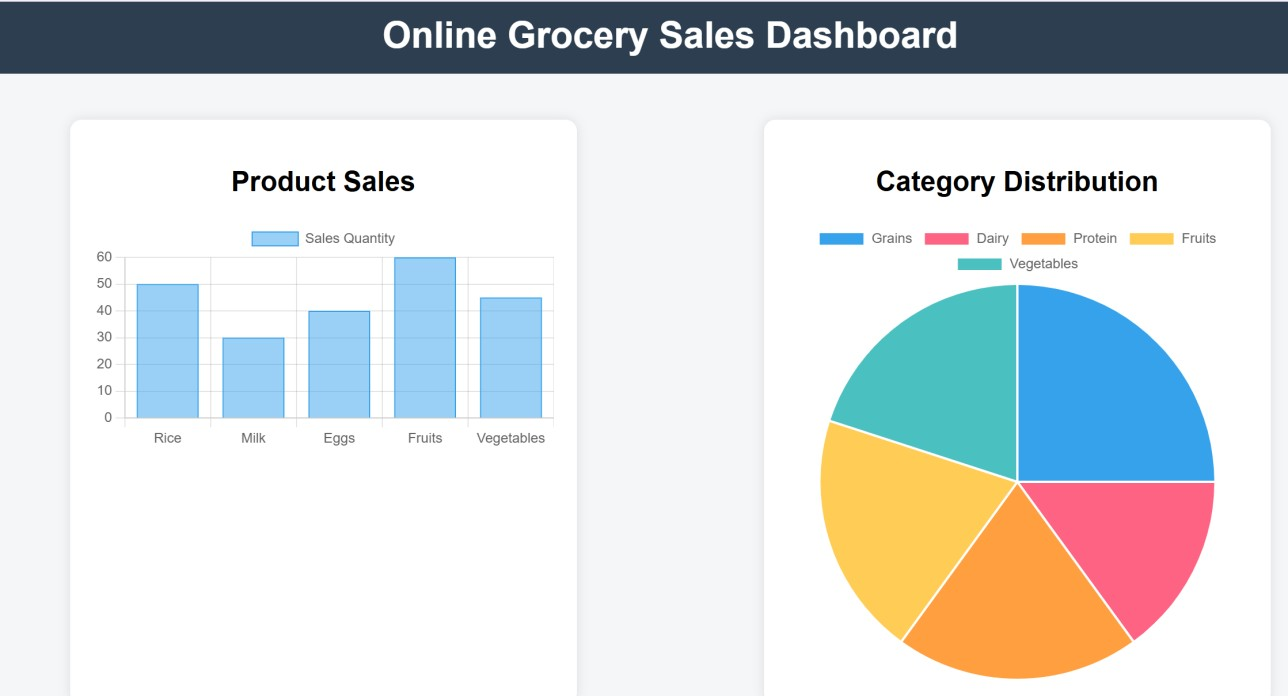 Online Grocery Sales Dashboard
Product Sales
Sales Quantity
60
50
40
30
20
10
0
Rice Milk Eggs Fruits Vegetables
Category Distribution
Grains Dairy Protein Fruits
Vegetables